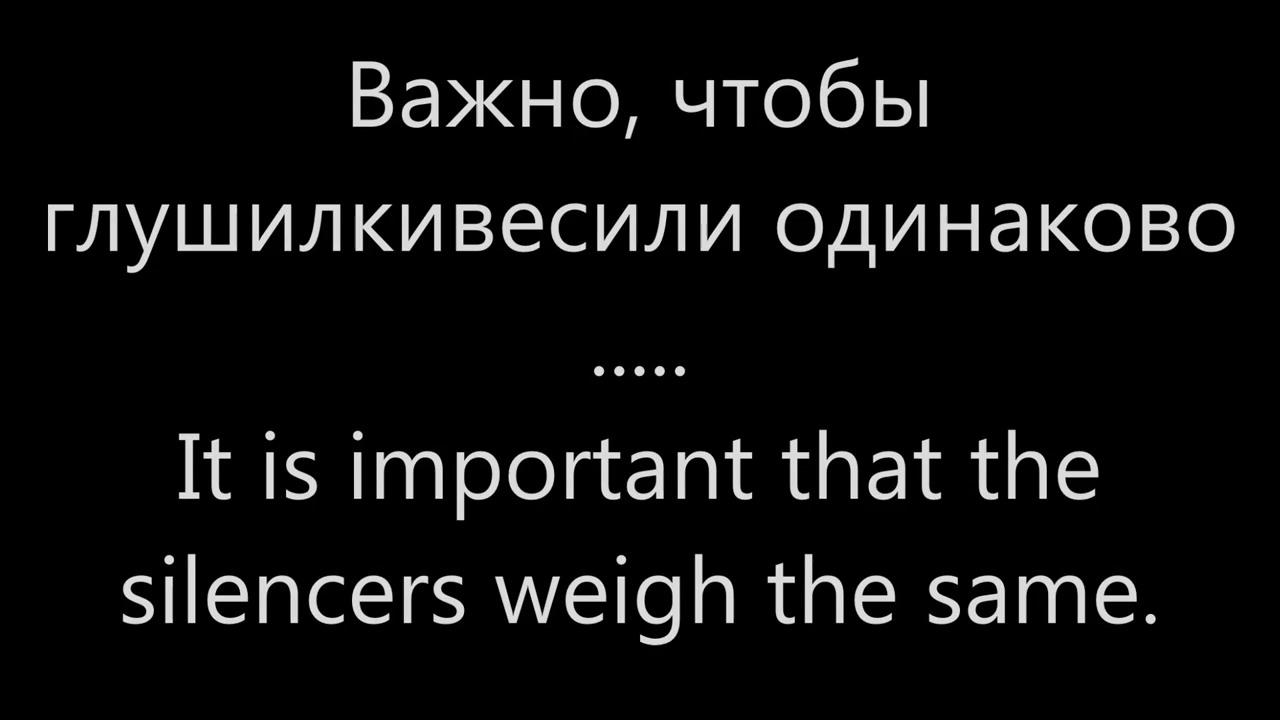 Важно, чтобы
глушилкивесили одинаково
.....
It is important that the
silencers weigh the same.